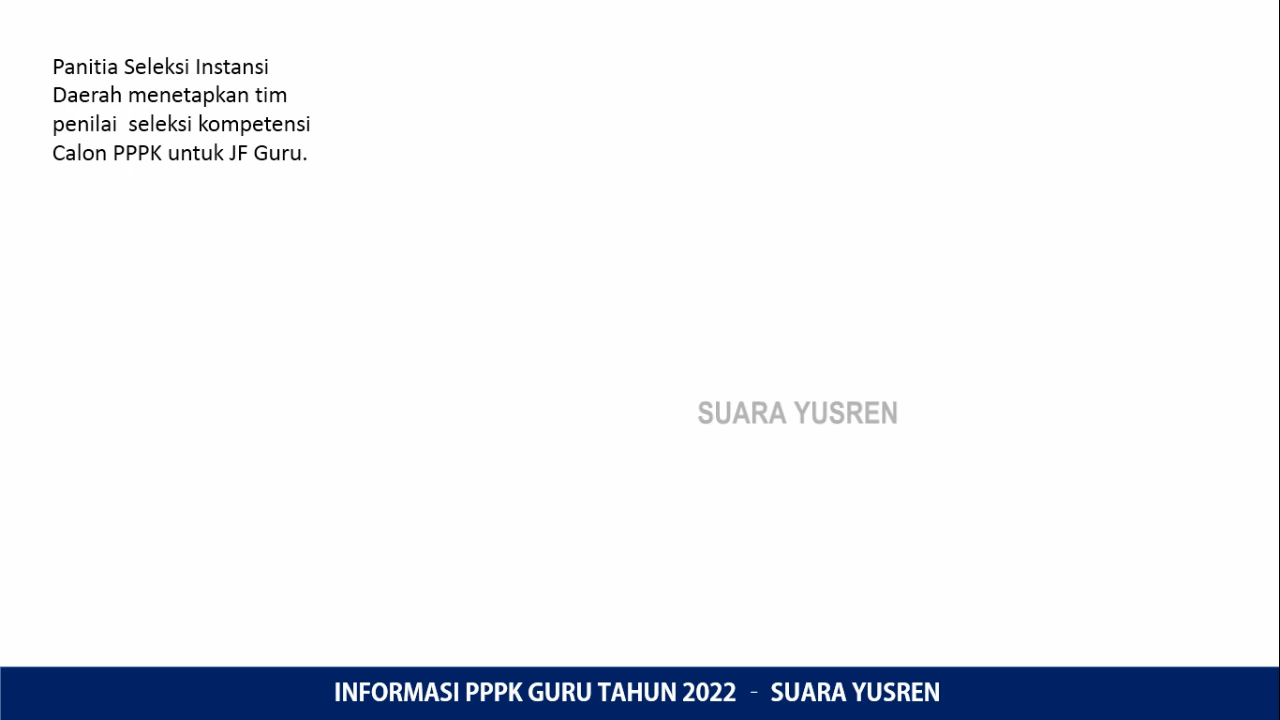 Panitia Seleksi Instansi
Daerah menetapkan tim
penilai  seleksi kompetensi
Calon PPPK untuk JF Guru.
SUARA YUSREN
INFORMASI PPPK GURU TAHUN 2022  -  SUARA YUSREN